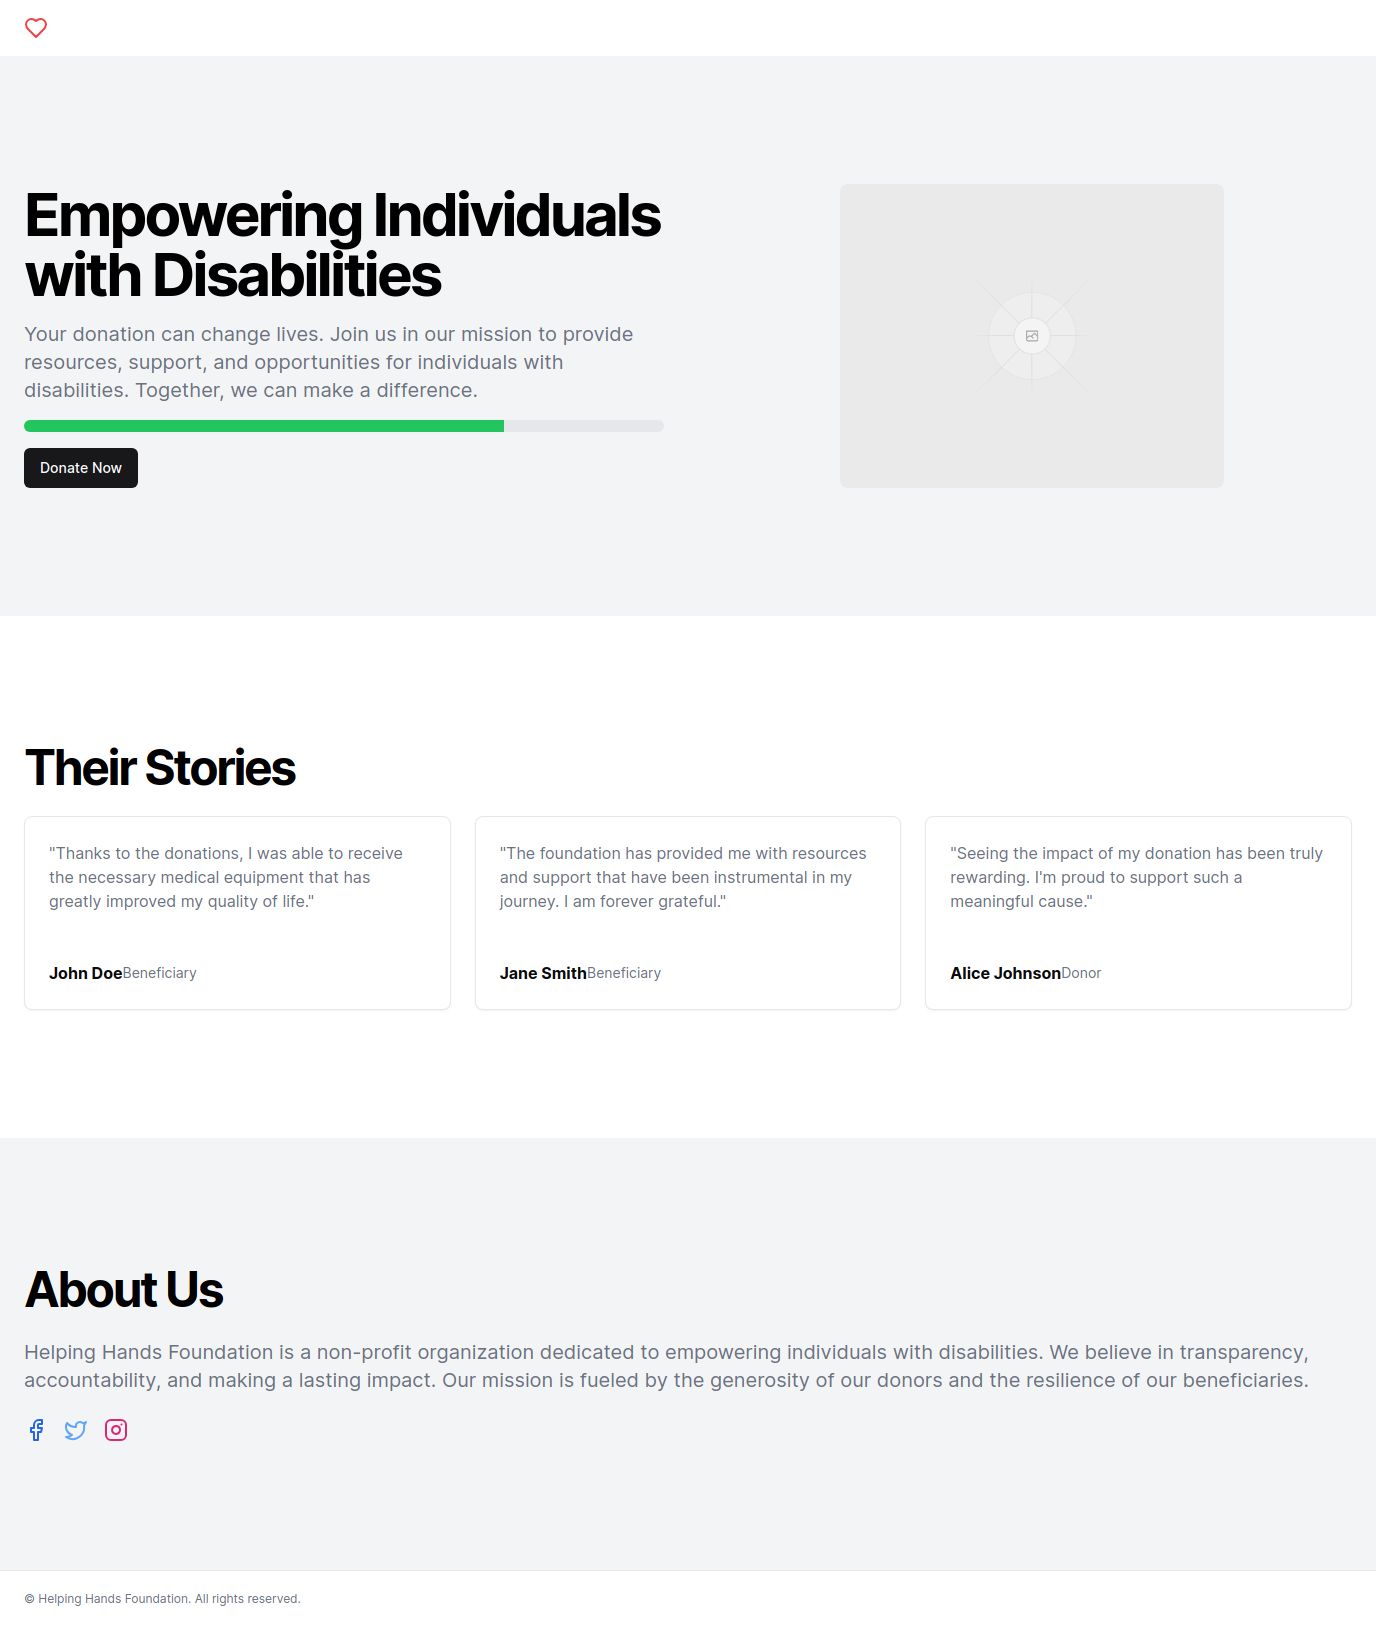 Empowering Individuals
with Disabilities
Your donation can change lives. Join us in our mission to provide
resources, support, and opportunities for individuals with
disabilities. Together, we can make a difference.
Donate Now
Their Stories
"Thanks to the donations, I was able to receive
the necessary medical equipment that has
greatly improved my quality of life."
John DoeBeneficiary
"The foundation has provided me with resources
and support that have been instrumental in my
journey. I am forever grateful."
Jane SmithBeneficiary
"Seeing the impact of my donation has been truly
rewarding. I'm proud to support such a
meaningful cause."
Alice JohnsonDonor
About Us
Helping Hands Foundation is a non-profit organization dedicated to empowering individuals with disabilities. We believe in transparency,
accountability, and making a lasting impact. Our mission is fueled by the generosity of our donors and the resilience of our beneficiaries.
© Helping Hands Foundation. All rights reserved.